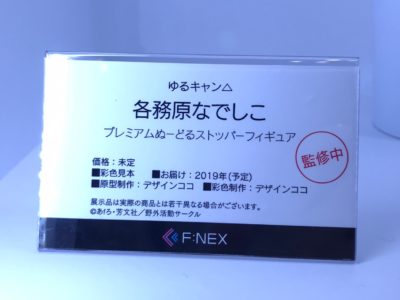 ゆるキャン△
各務原なでしこ
プレミアムぬーどるストッパーフィギュア
監修中
価格：未定
■彩色見本　■お届け：2019年(予定)
■原型制作：デザインココ　■彩色制作：デザインココ
展示品は実際の商品とは若干異なる場合がございます。
©あfろ・芳文社／野外活動サークル
F:NEX